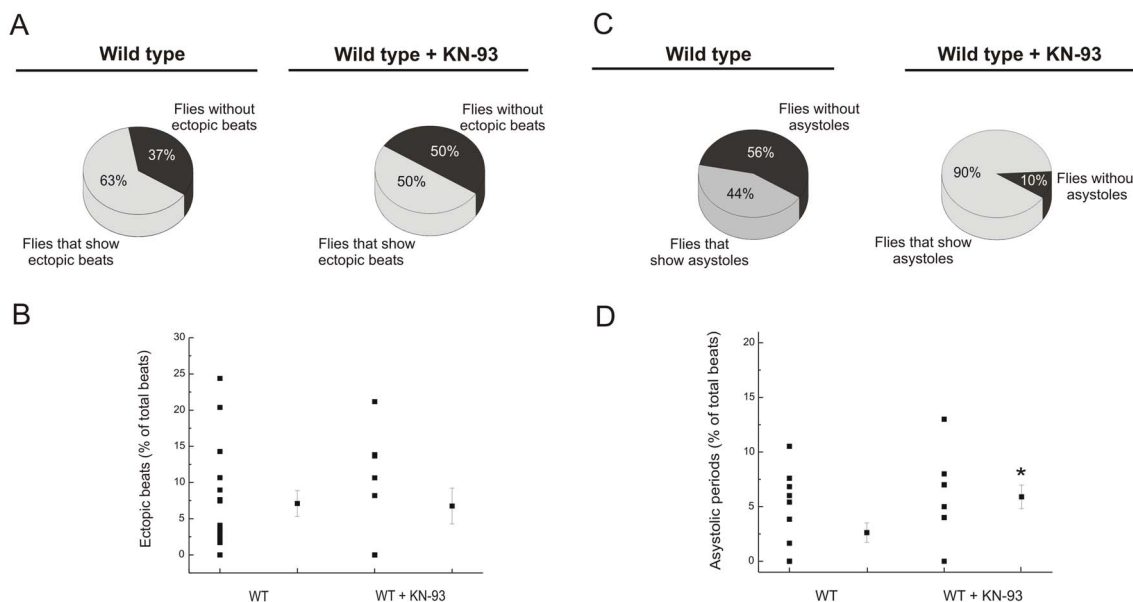 A
Wild type
Wild type + KN-93
Flies without
ectopic beats
37%
63%
Flies that show
ectopic beats
Flies without
ectopic beats
50%
50%
Flies that show
ectopic beats
C
Wild type
Wild type + KN-93
Flies without
asystoles
56%
44%
Flies that
show asystoles
90%
10%
Flies without
asystoles
Flies that show
asystoles
B
Ectopic beats (% of total beats)
30
25
20
15
10
5
0
WT
WT + KN-93
D
Asystolic periods (% of total beats)
20
15
10
5
0
*
WT
WT + KN-93